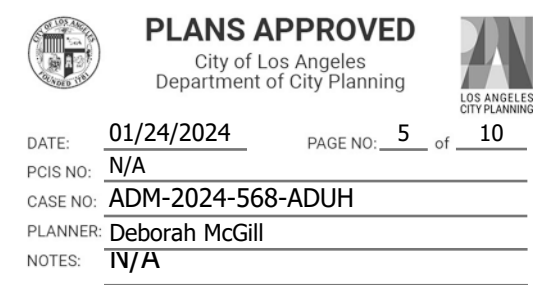 PLANS APPROVED
City of Los Angeles
Department of City Planning
LOS ANGELES
CITY PLANNING
DATE: 01/24/2024 PAGE NO: 5 of 10
PCIS NO: N/A
CASE NO: ADM-2024-568-ADUH
PLANNER: Deborah McGill
NOTES: N/A